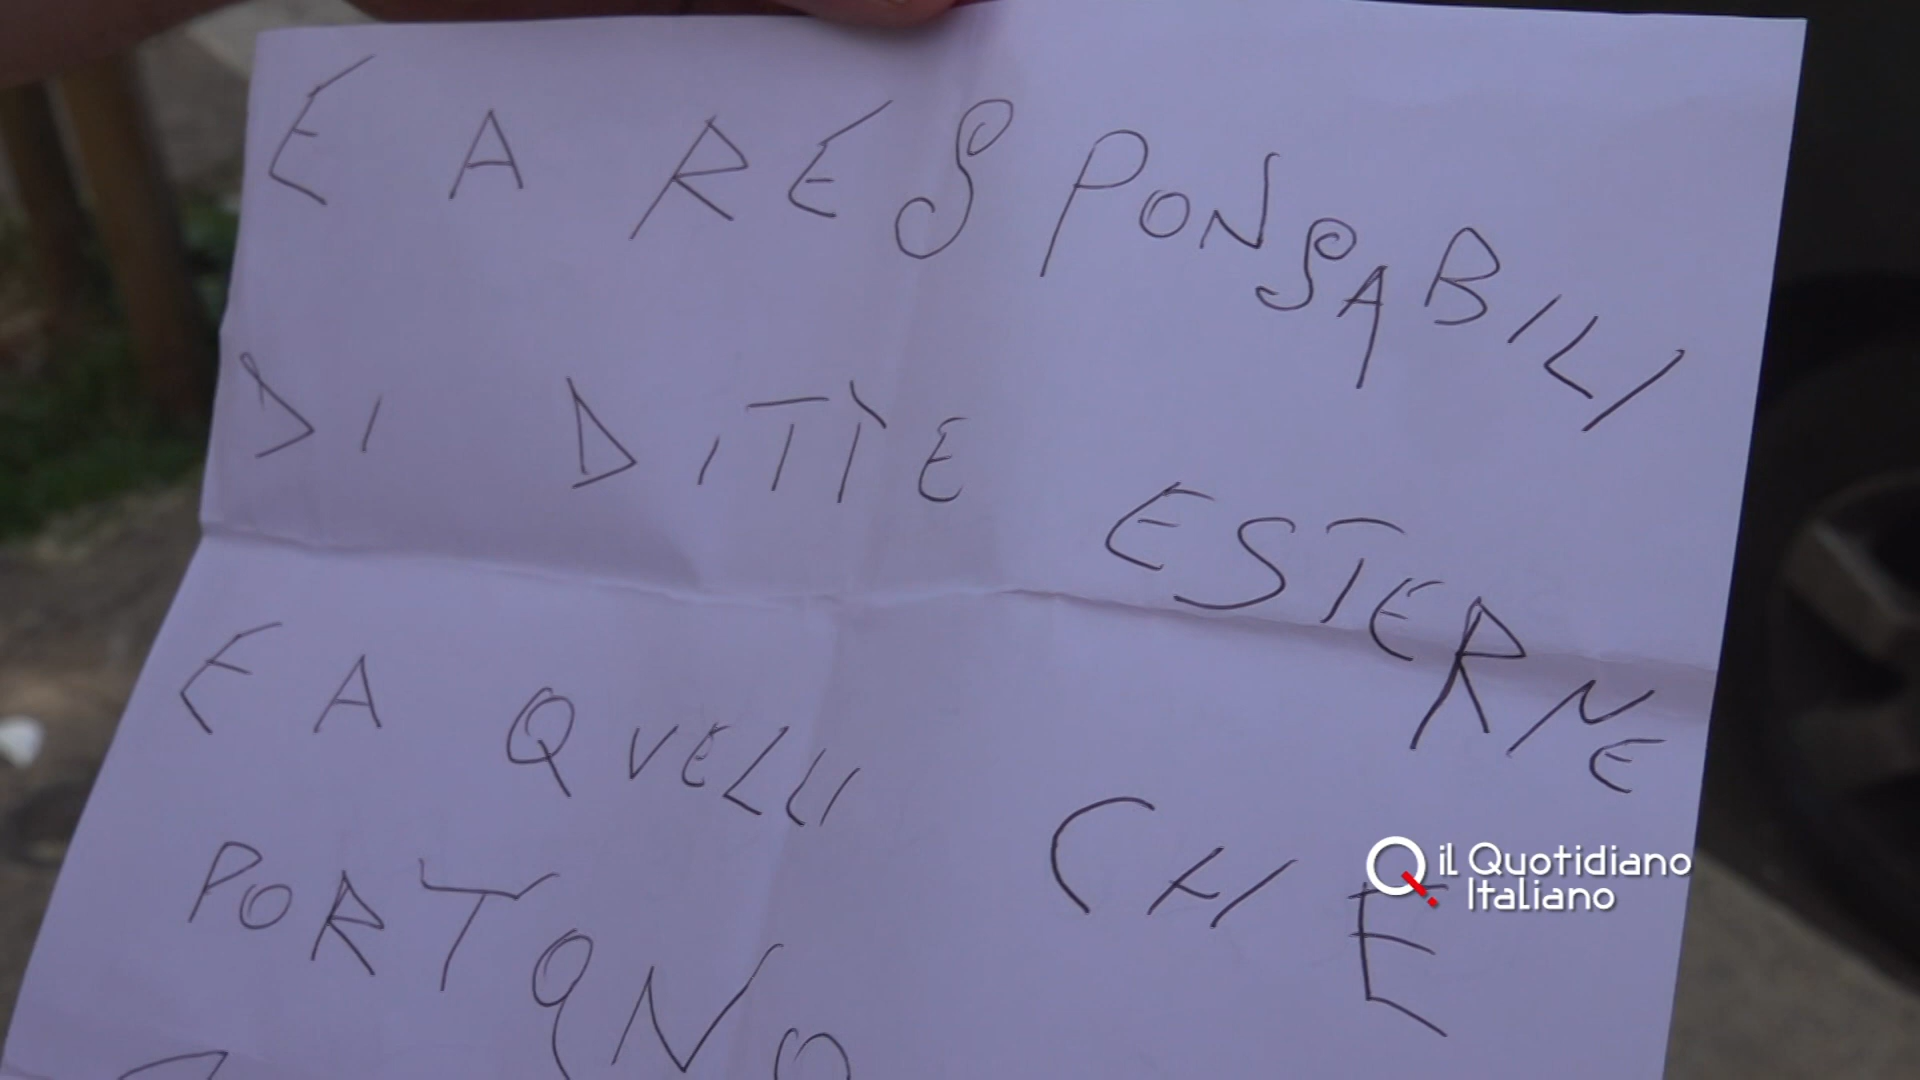 E A RESPONSABILI
DI DITTE ESTERNE
E A QUELLI CHE
PORTANO
il Quotidiano
Italiano